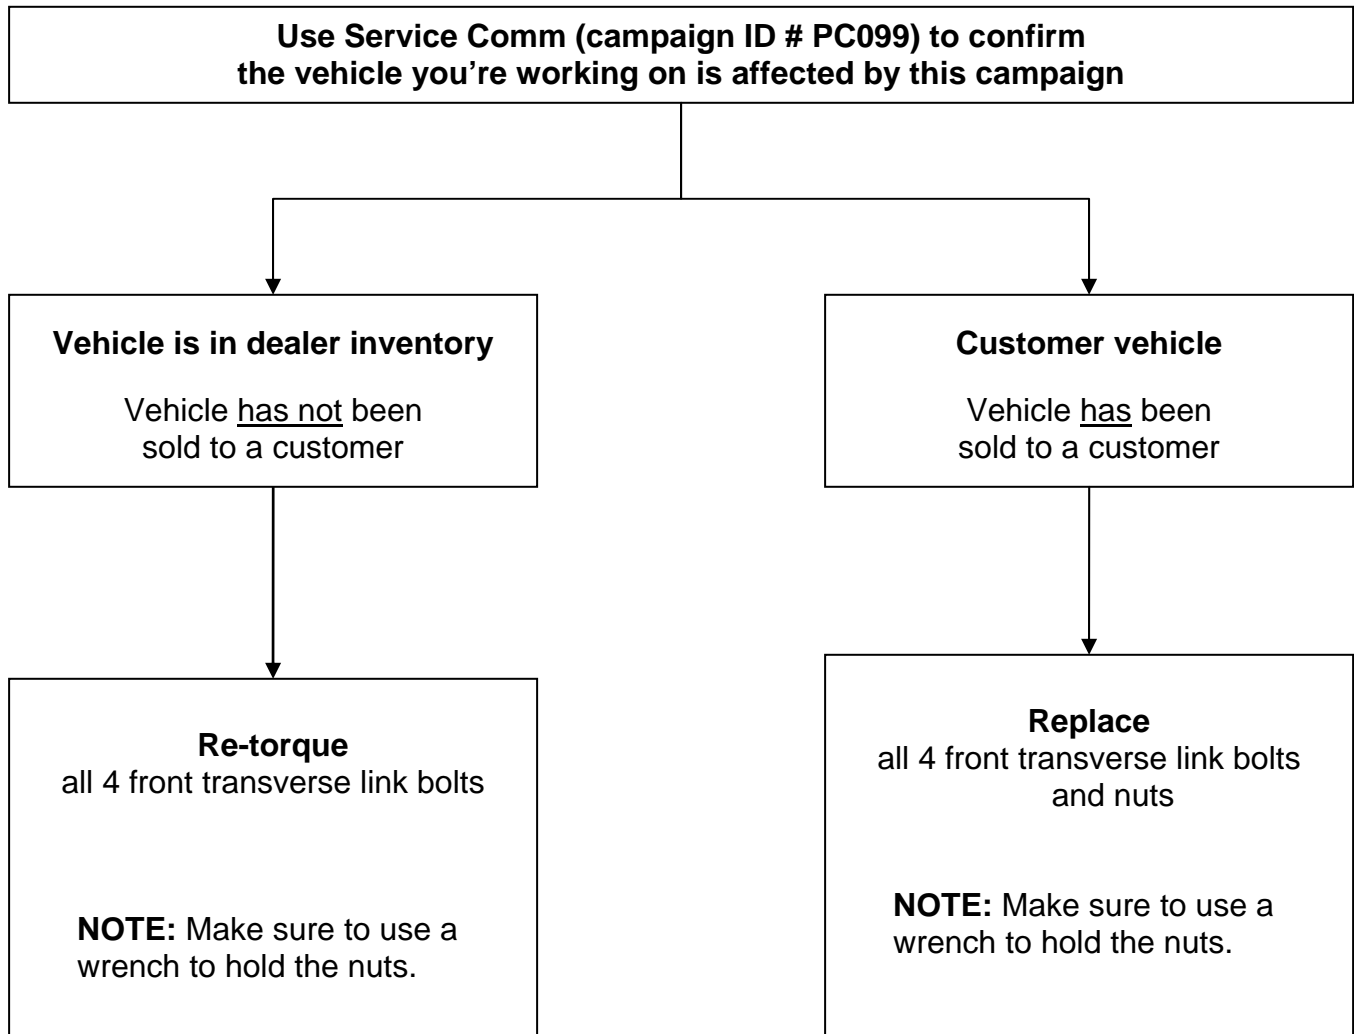 Use Service Comm (campaign ID # PC099) to confirm
the vehicle you’re working on is affected by this campaign
Vehicle is in dealer inventory
Vehicle has not been
sold to a customer
Customer vehicle
Vehicle has been
sold to a customer
Re-torque
all 4 front transverse link bolts
NOTE: Make sure to use a
wrench to hold the nuts.
Replace
all 4 front transverse link bolts
and nuts
NOTE: Make sure to use a
wrench to hold the nuts.